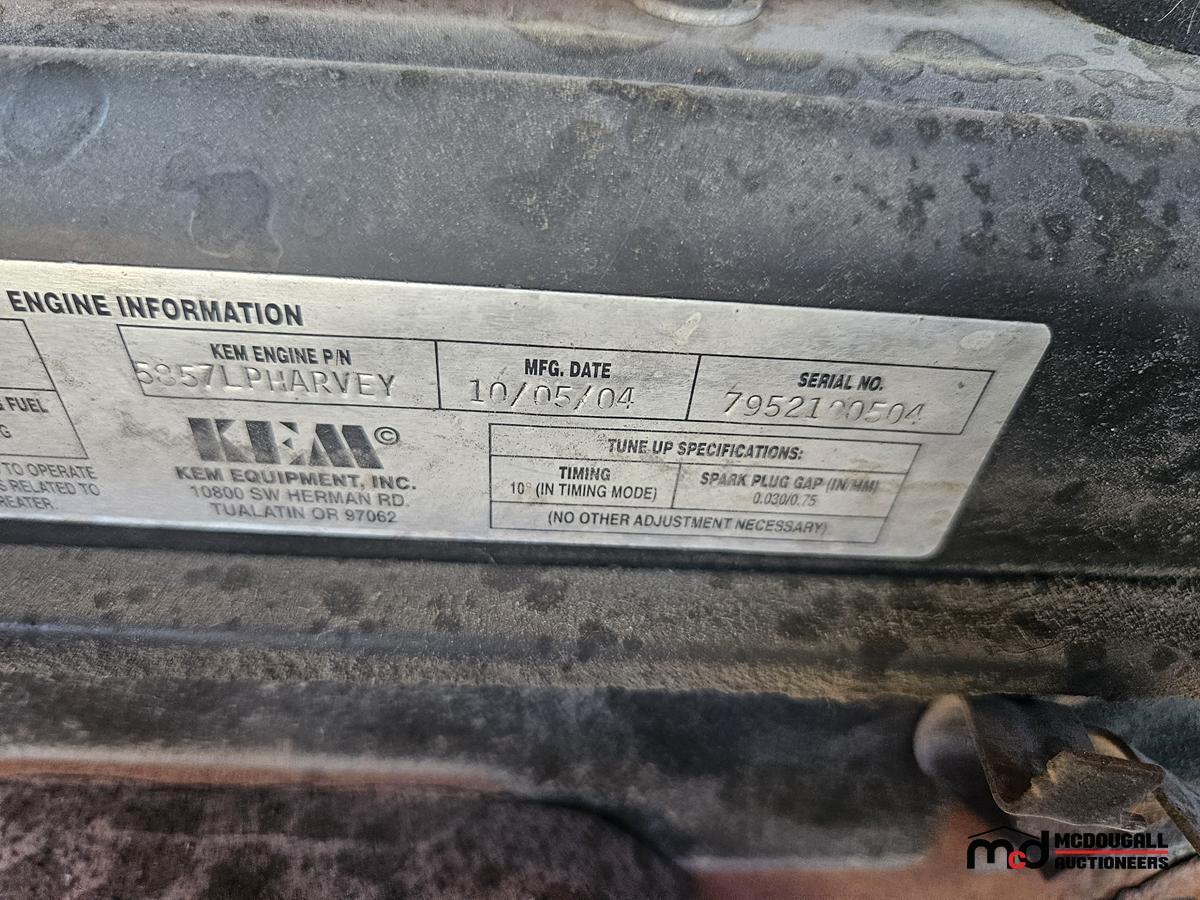 ENGINE INFORMATION
KEM ENGINE P/N
5857LPHARVEY
MFG. DATE
10/05/04
SERIAL NO.
FUEL
TO OPERATE
RELATED TO
KEM©
KEM EQUIPMENT, INC.
10800 SW HERMAN RD.
TUALATIN OR 97062
TUNE UP SPECIFICATIONS:
TIMING
10° (IN TIMING MODE)
SPARK PLUG GAP (IN/MM)
0.030/0.75
(NO OTHER ADJUSTMENT NECESSARY)
mcd MCDOUGALL
AUCTIONEERS